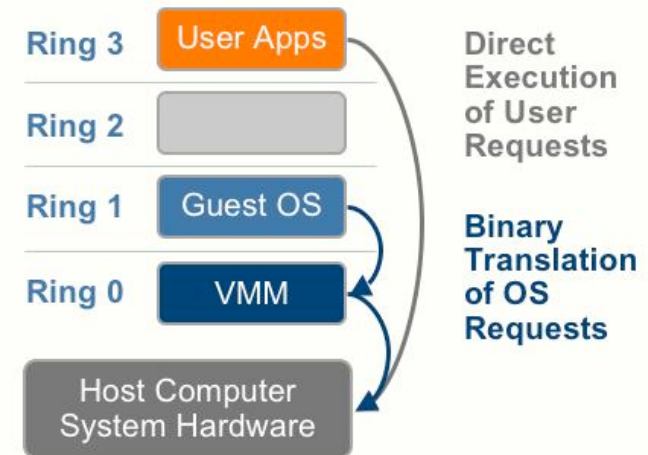 Ring 3
User Apps
Ring 2
Ring 1
Guest OS
Ring 0
VMM
Host Computer
System Hardware
Direct
Execution
of User
Requests
Binary
Translation
of OS
Requests